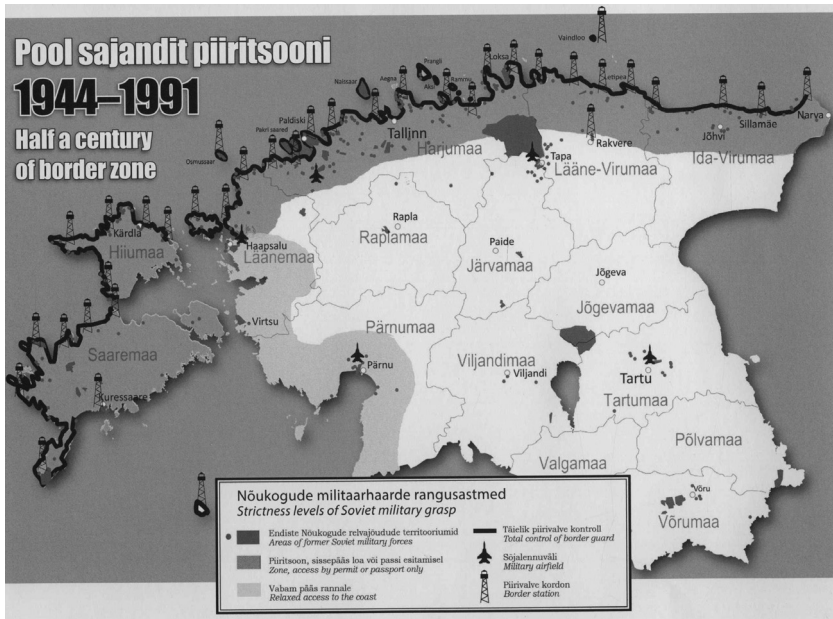 Pool sajandit piiritsooni
1944–1991
Half a century
of border zone
Vaindloo
Loksa
Prangli
Aegna
Rammu
Aksi
Naissaar
Letipea
Paldiski
Pakri saared
Tallinn
Harjumaa
Osmussaar
Narva
Sillamäe
Jõhvi
Ida-Virumaa
Rakvere
Tapa
Lääne-Virumaa
Kärdla
Hiiumaa
Haapsalu
Läänemaa
Rapla
Raplamaa
Paide
Järvamaa
Jõgeva
Jõgevamaa
Virtsu
Pärnumaa
Saaremaa
Kuressaare
Pärnu
Viljandimaa
Viljandi
Tartu
Tartumaa
Põlvamaa
Valgamaa
Võru
Võrumaa
Nõukogude militaarhaarde rangusastmed
Strictness levels of Soviet military grasp
Endiste Nõukogude relvajõudude territooriumid
Areas of former Soviet military forces
Piiritsoon, sissepääs loa või passi esitamisel
Zone, access by permit or passport only
Vabam pääs rannale
Relaxed access to the coast
Täielik piirivalve kontroll
Total control of border guard
Sõjalennuväli
Military airfield
Piirivalve kordon
Border station